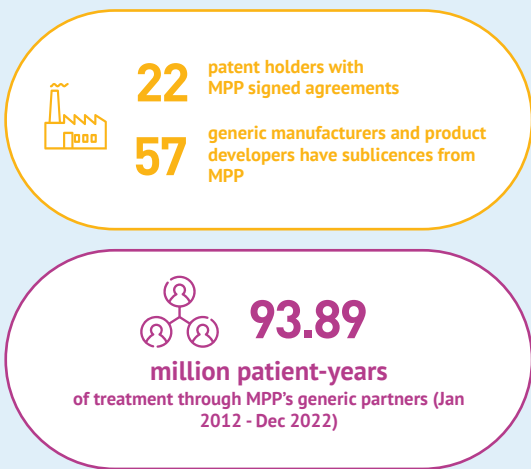 22
patent holders with
MPP signed agreements
57
generic manufacturers and product
developers have sublicences from
MPP
93.89
million patient-years
of treatment through MPP's generic partners (Jan
2012 - Dec 2022)